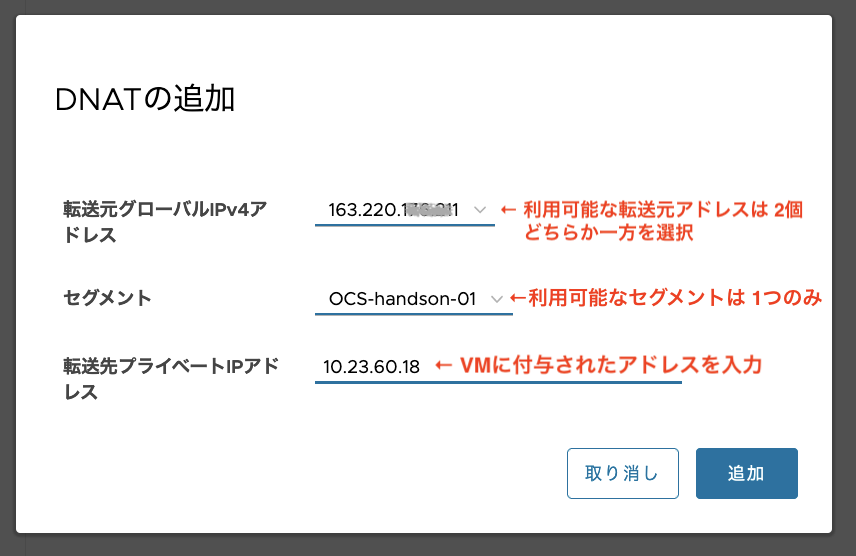 DNATの追加
転送元グローバルIPv4ア
ドレス
163.220.1
← 利用可能な転送元アドレスは 2個
どちらか一方を選択
セグメント
OCS-handson-01
←利用可能なセグメントは 1つのみ
転送先プライベートIPアド
レス
10.23.60.18
← VMに付与されたアドレスを入力
取り消し
追加